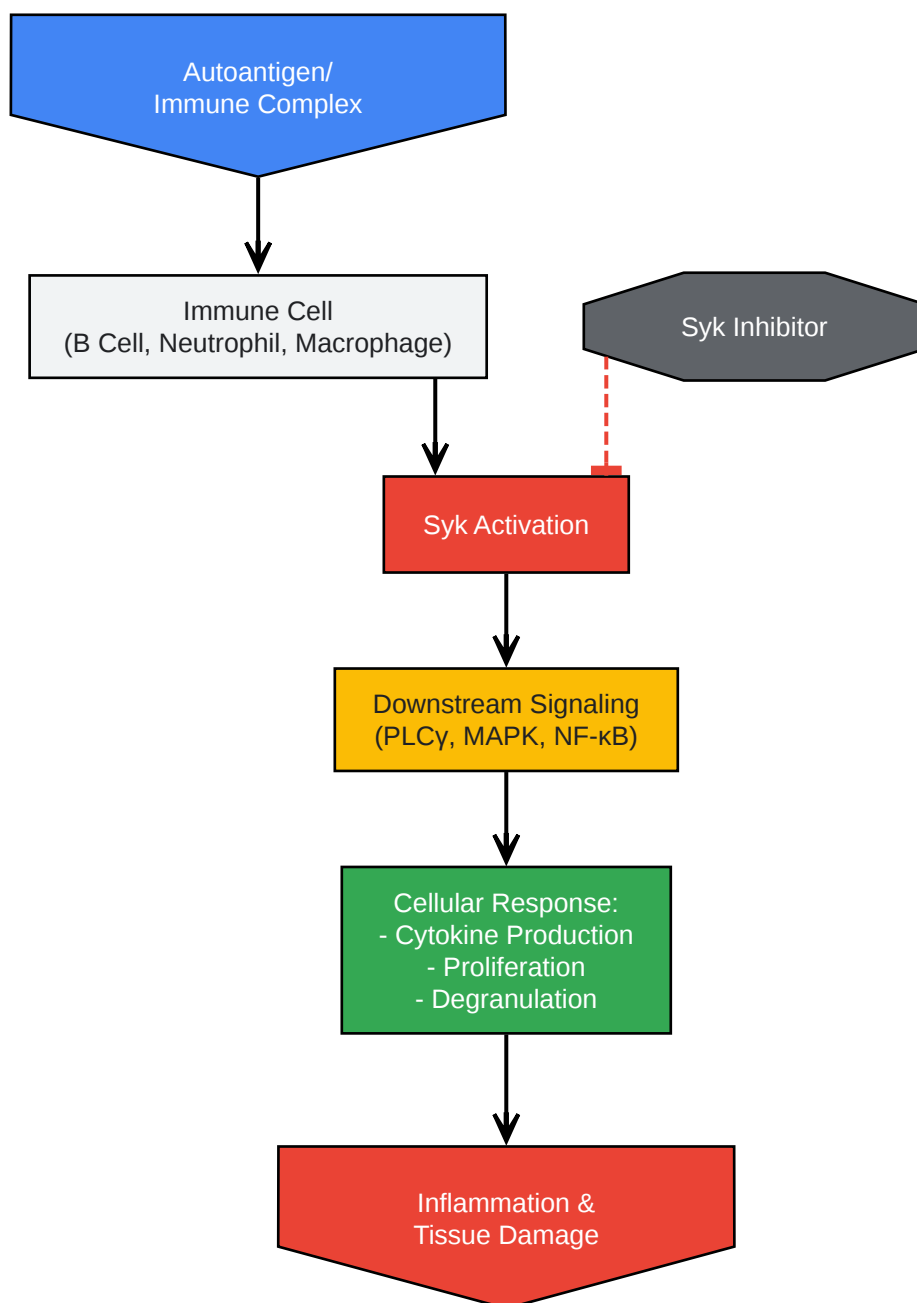 Autoantigen/
Immune Complex
Immune Cell
(B Cell, Neutrophil, Macrophage)
Syk Inhibitor
Syk Activation
Downstream Signaling
(PLCγ, MAPK, NF-κB)
Cellular Response:
- Cytokine Production
- Proliferation
- Degranulation
Inflammation &
Tissue Damage